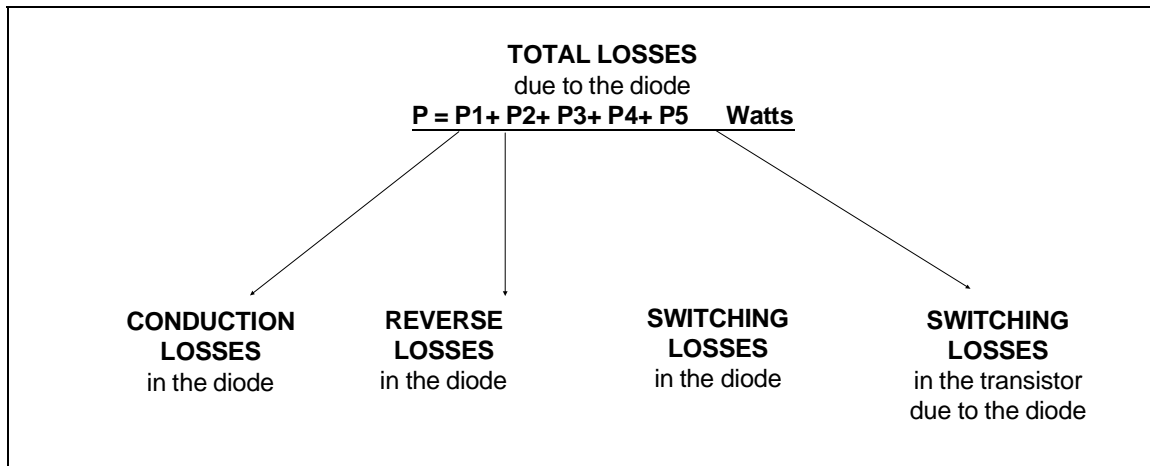 TOTAL LOSSES
due to the diode
P = P1+ P2+ P3+ P4+ P5 Watts
CONDUCTION
LOSSES
in the diode
REVERSE
LOSSES
in the diode
SWITCHING
LOSSES
in the diode
SWITCHING
LOSSES
in the transistor
due to the diode